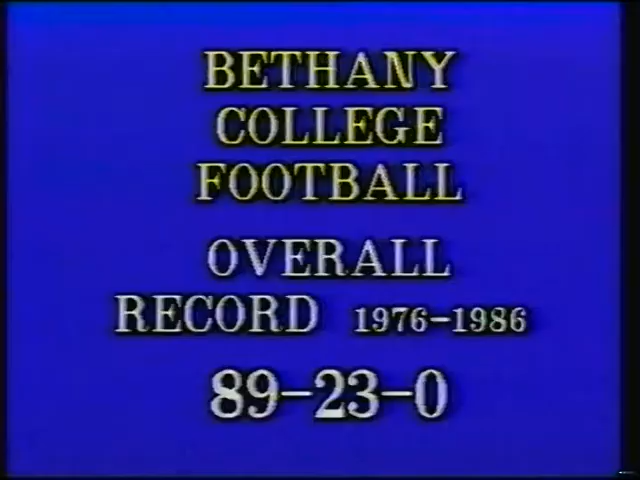 BETHANY
COLLEGE
FOOTBALL
OVERALL
RECORD 1976-1986
89-23-0